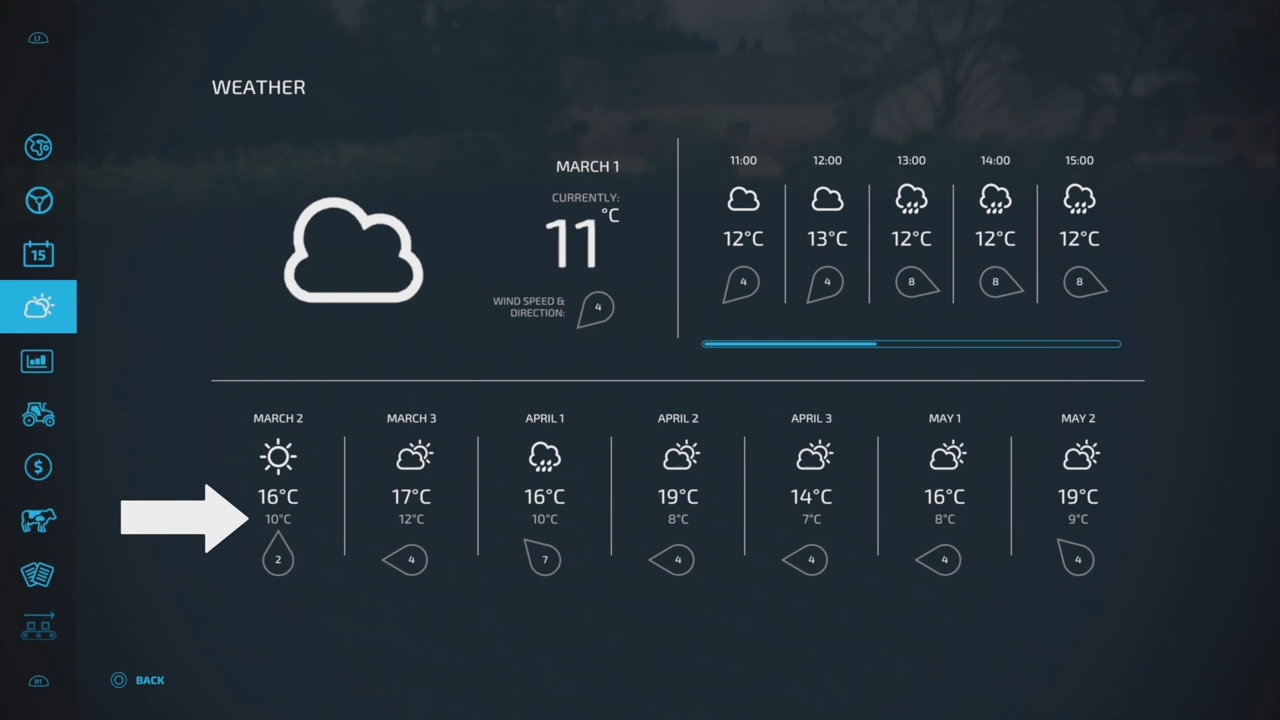 L1
WEATHER
MARCH 1
CURRENTLY:
11 °C
WIND SPEED &
DIRECTION:
4
11:00 12:00 13:00 14:00 15:00
12°C 13°C 12°C 12°C 12°C
4 4 8 8 8
15
$
MARCH 2 MARCH 3 APRIL 1 APRIL 2 APRIL 3 MAY 1 MAY 2
16°C 17°C 16°C 19°C 14°C 16°C 19°C
10°C 12°C 10°C 8°C 7°C 8°C 9°C
2 4 7 4 4 4 4
R1
BACK